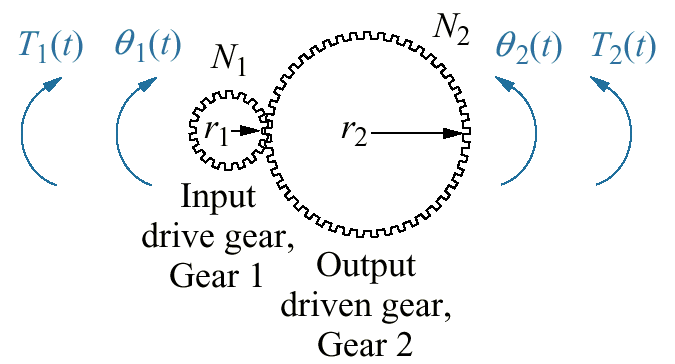 T₁(t) θ₁(t) N₁ N₂ θ₂(t) T₂(t)
r₁ r₂
Input
drive gear,
Gear 1
Output
driven gear,
Gear 2